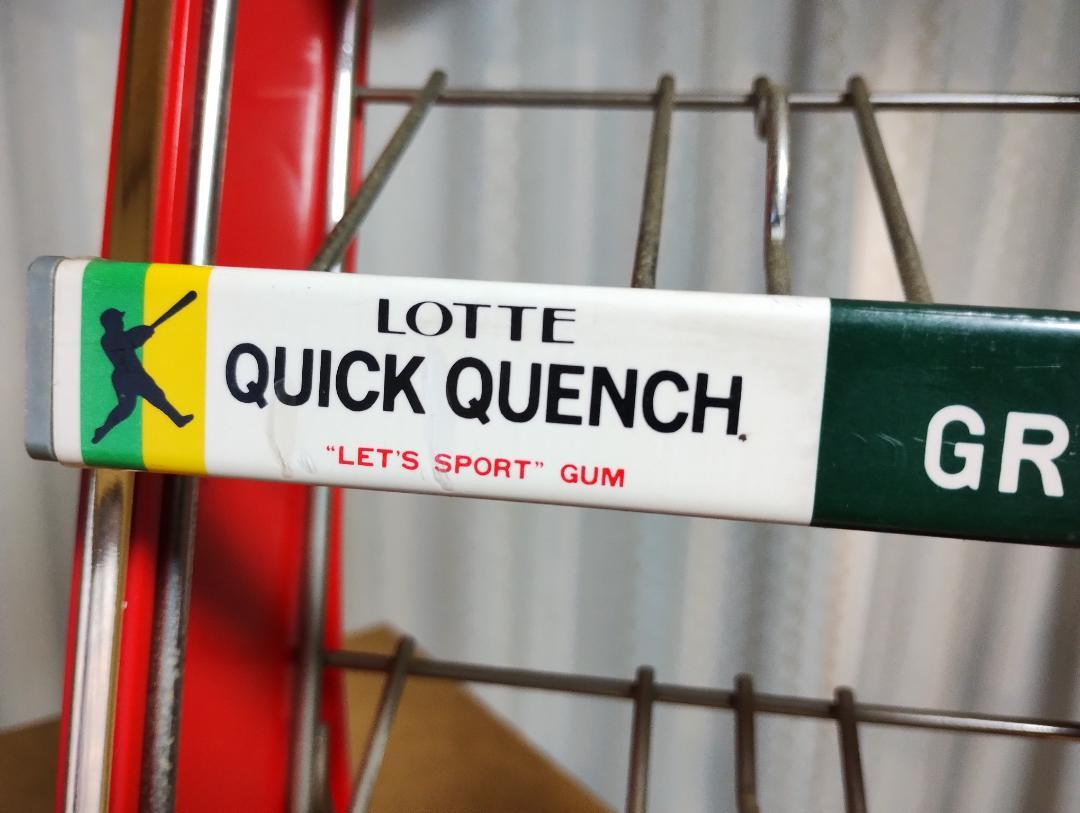 LOTTE
QUICK QUENCH.
"LET'S SPORT" GUM
GR